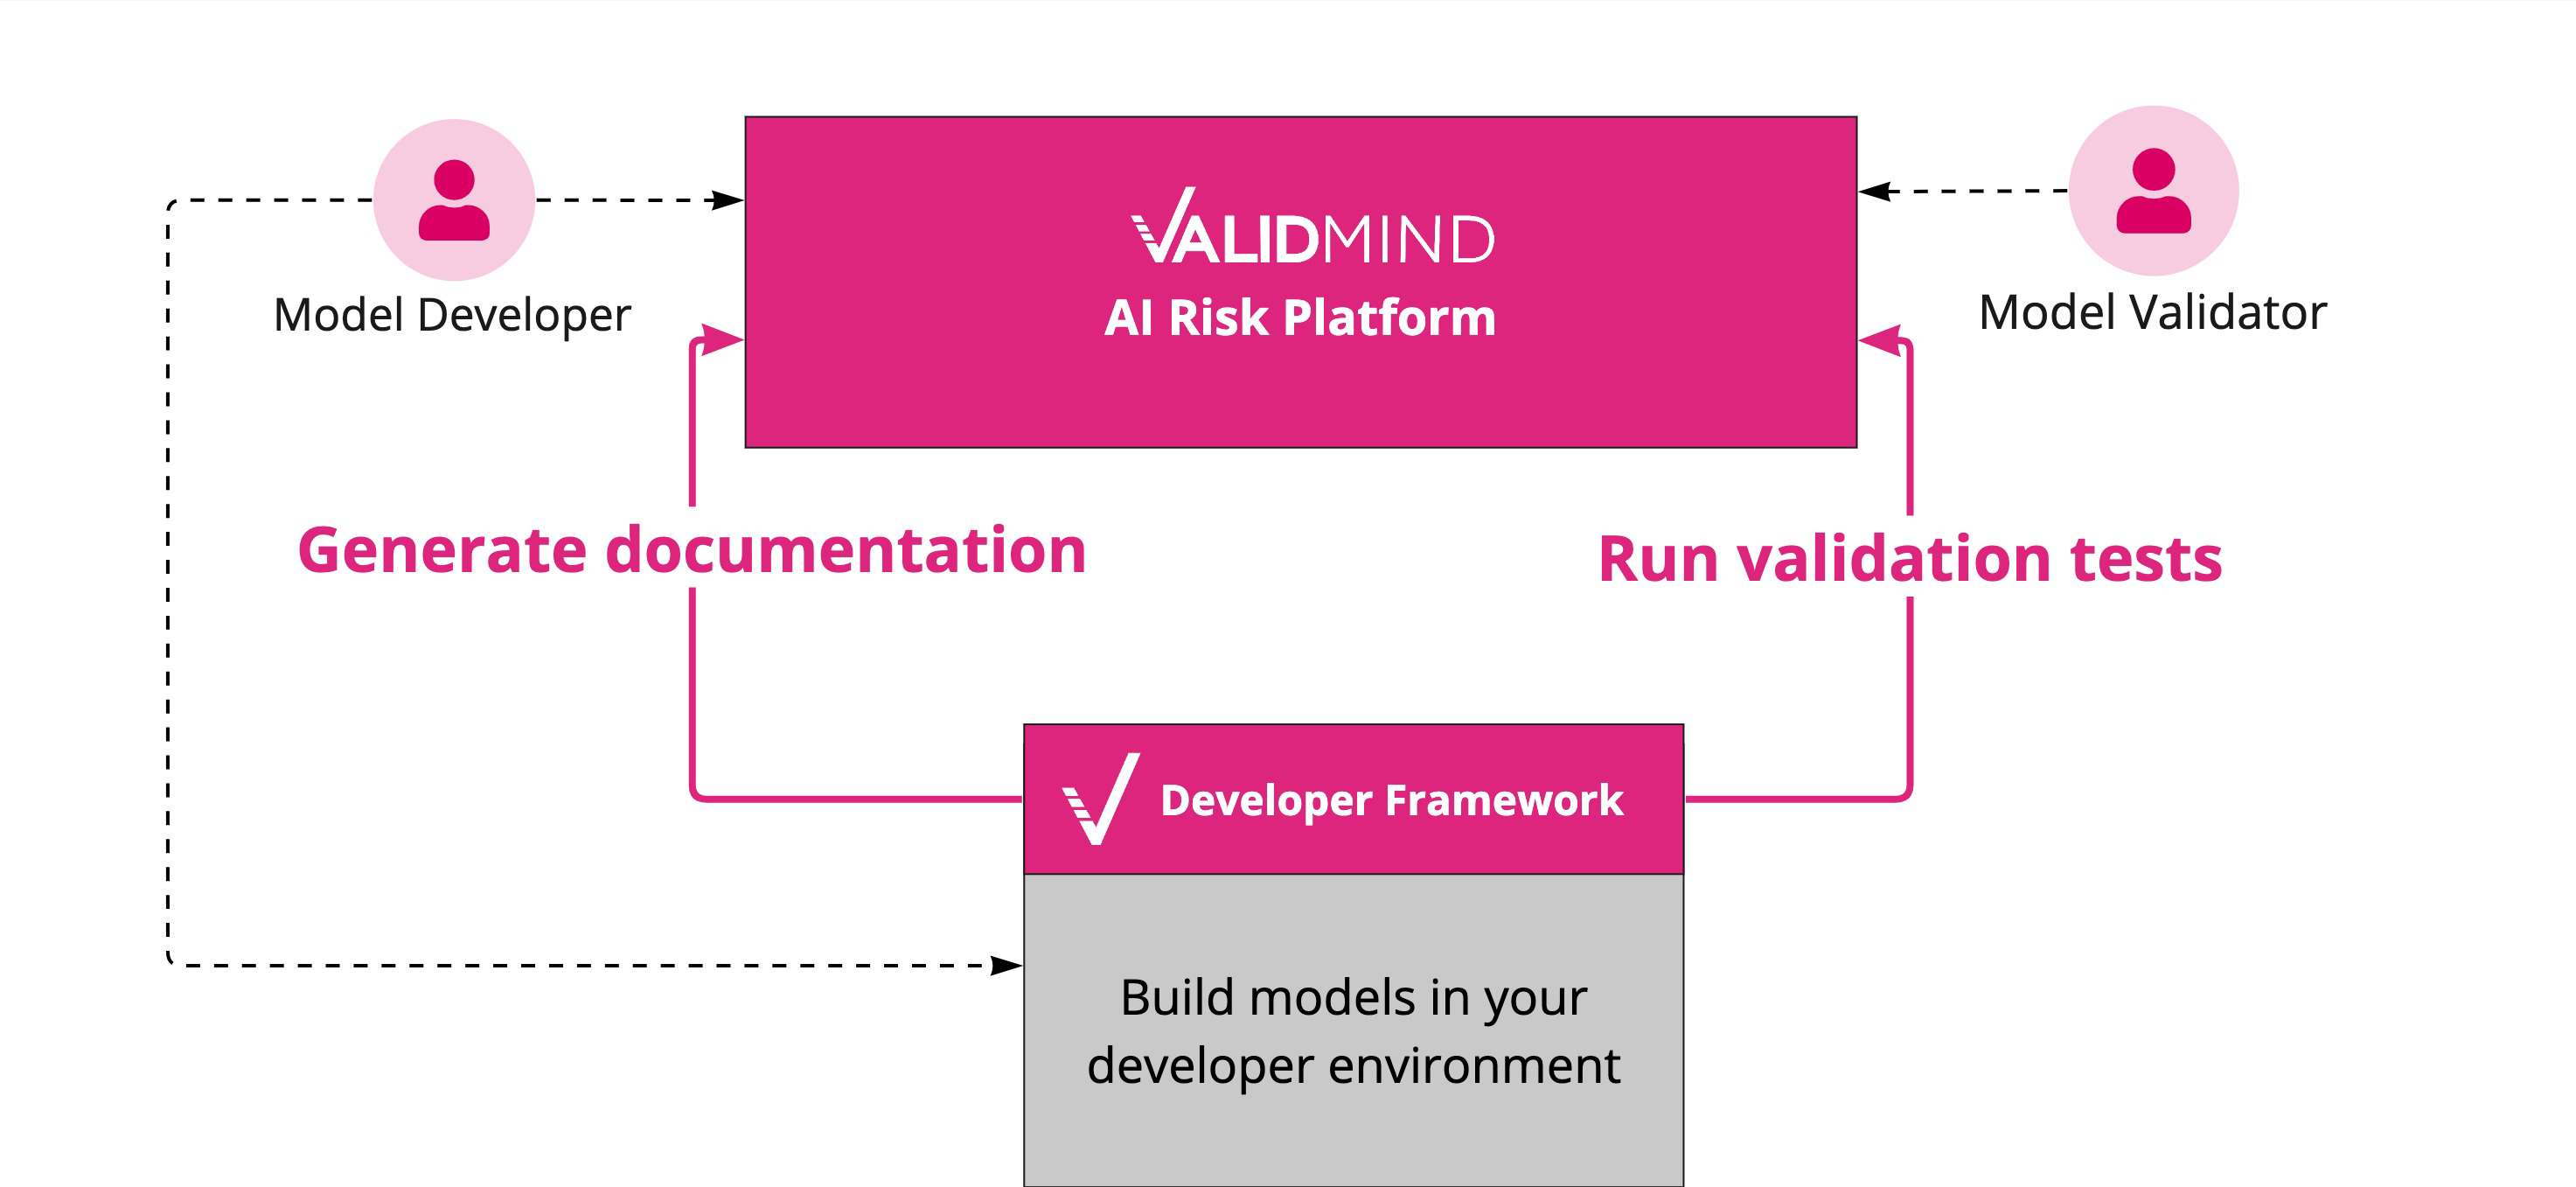 VALIDMIND
AI Risk Platform
Model Developer
Model Validator
Generate documentation
Run validation tests
Developer Framework
Build models in your
developer environment